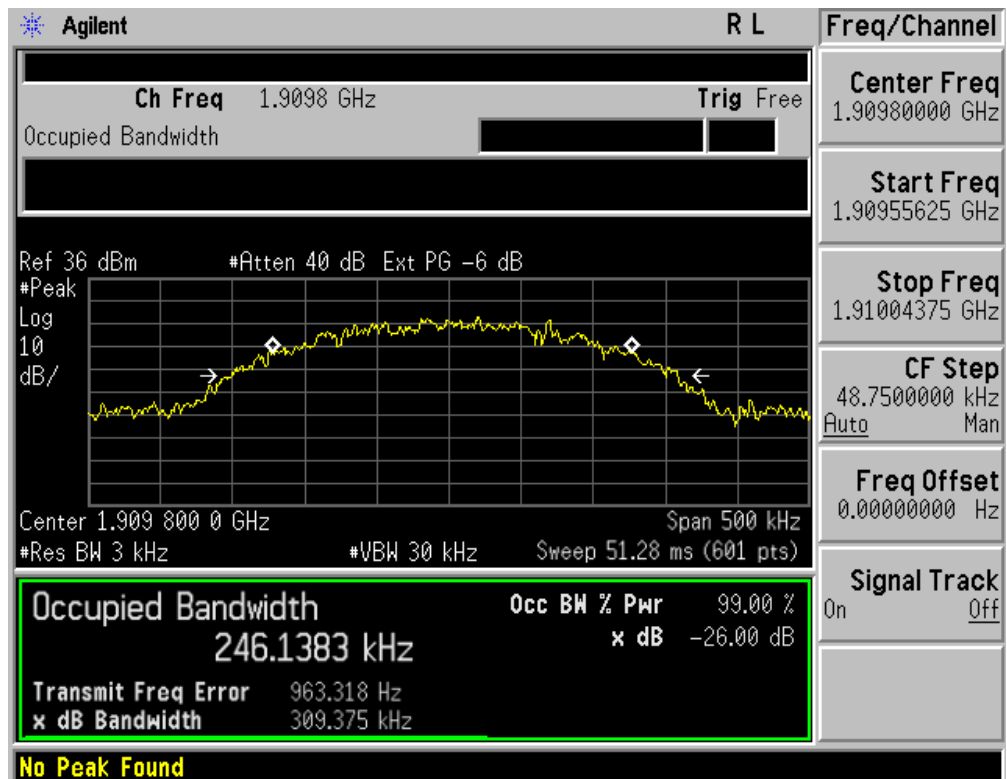 Agilent
R L
Freq/Channel
Ch Freq 1.9098 GHz
Trig Free
Occupied Bandwidth
Center Freq
1.90980000 GHz
Start Freq
1.90955625 GHz
Stop Freq
1.91004375 GHz
CF Step
48.7500000 kHz
Auto Man
Freq Offset
0.00000000 Hz
Signal Track
On Off
Ref 36 dBm #Atten 40 dB Ext PG -6 dB
#Peak
Log
10
dB/
Center 1.909 800 0 GHz
Span 500 kHz
#Res BW 3 kHz #VBW 30 kHz Sweep 51.28 ms (601 pts)
Occupied Bandwidth
246.1383 kHz
Occ BW % Pwr 99.00 %
x dB -26.00 dB
Transmit Freq Error 963.318 Hz
x dB Bandwidth 309.375 kHz
No Peak Found